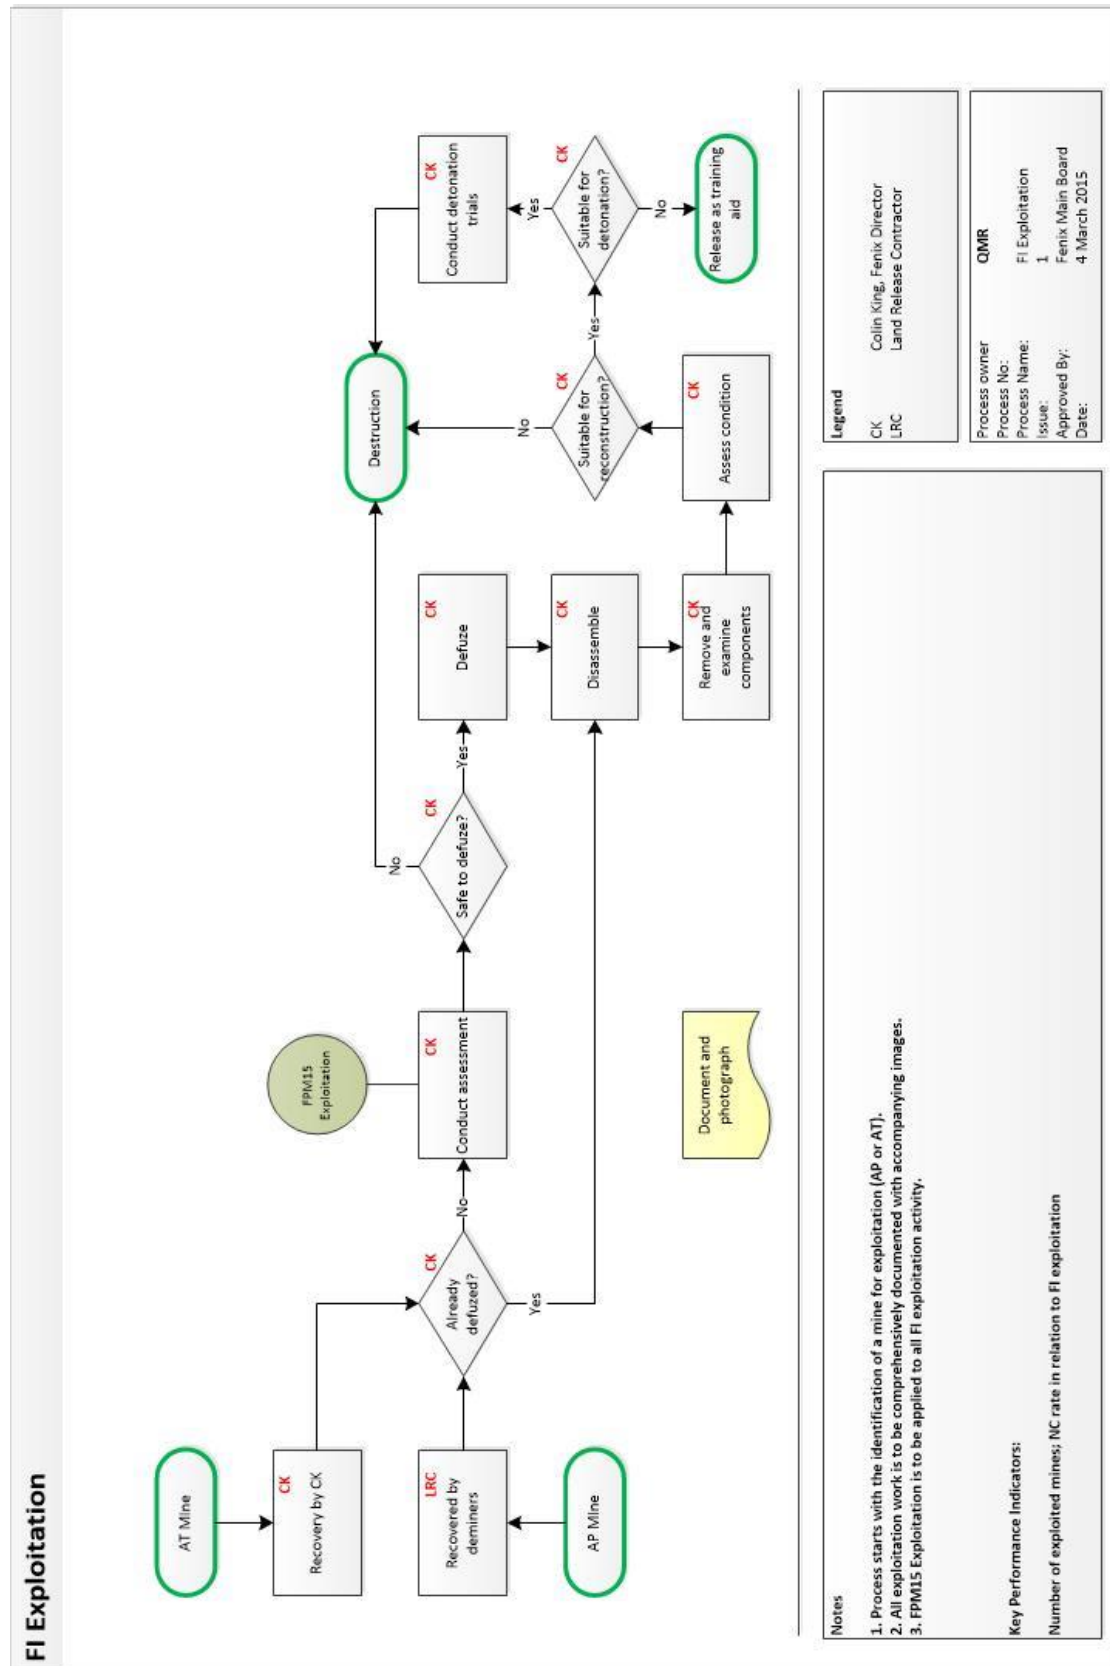 FI Exploitation
AT Mine
CK
Recovery by CK
LRC
Recovered by
deminers
AP Mine
CK
Already
defuzed?
No
Yes
FPM15
Exploitation
CK
Conduct assessment
Document and
photograph
CK
Safe to defuze?
No
Yes
CK
Defuze
CK
Disassemble
CK
Remove and
examine
components
CK
Assess condition
Destruction
CK
Suitable for
reconstruction?
No
Yes
CK
Conduct detonation
trials
CK
Suitable for
detonation?
Yes
No
Release as training
aid
Notes
1. Process starts with the identification of a mine for exploitation (AP or AT).
2. All exploitation work is to be comprehensively documented with accompanying images.
3. FPM15 Exploitation is to be applied to all FI exploitation activity.
Key Performance Indicators:
Number of exploited mines; NC rate in relation to FI exploitation
Legend
CK Colin King, Fenix Director
LRC Land Release Contractor
Process owner QMR
Process No:
Process Name: FI Exploitation
Issue: 1
Approved By: Fenix Main Board
Date: 4 March 2015